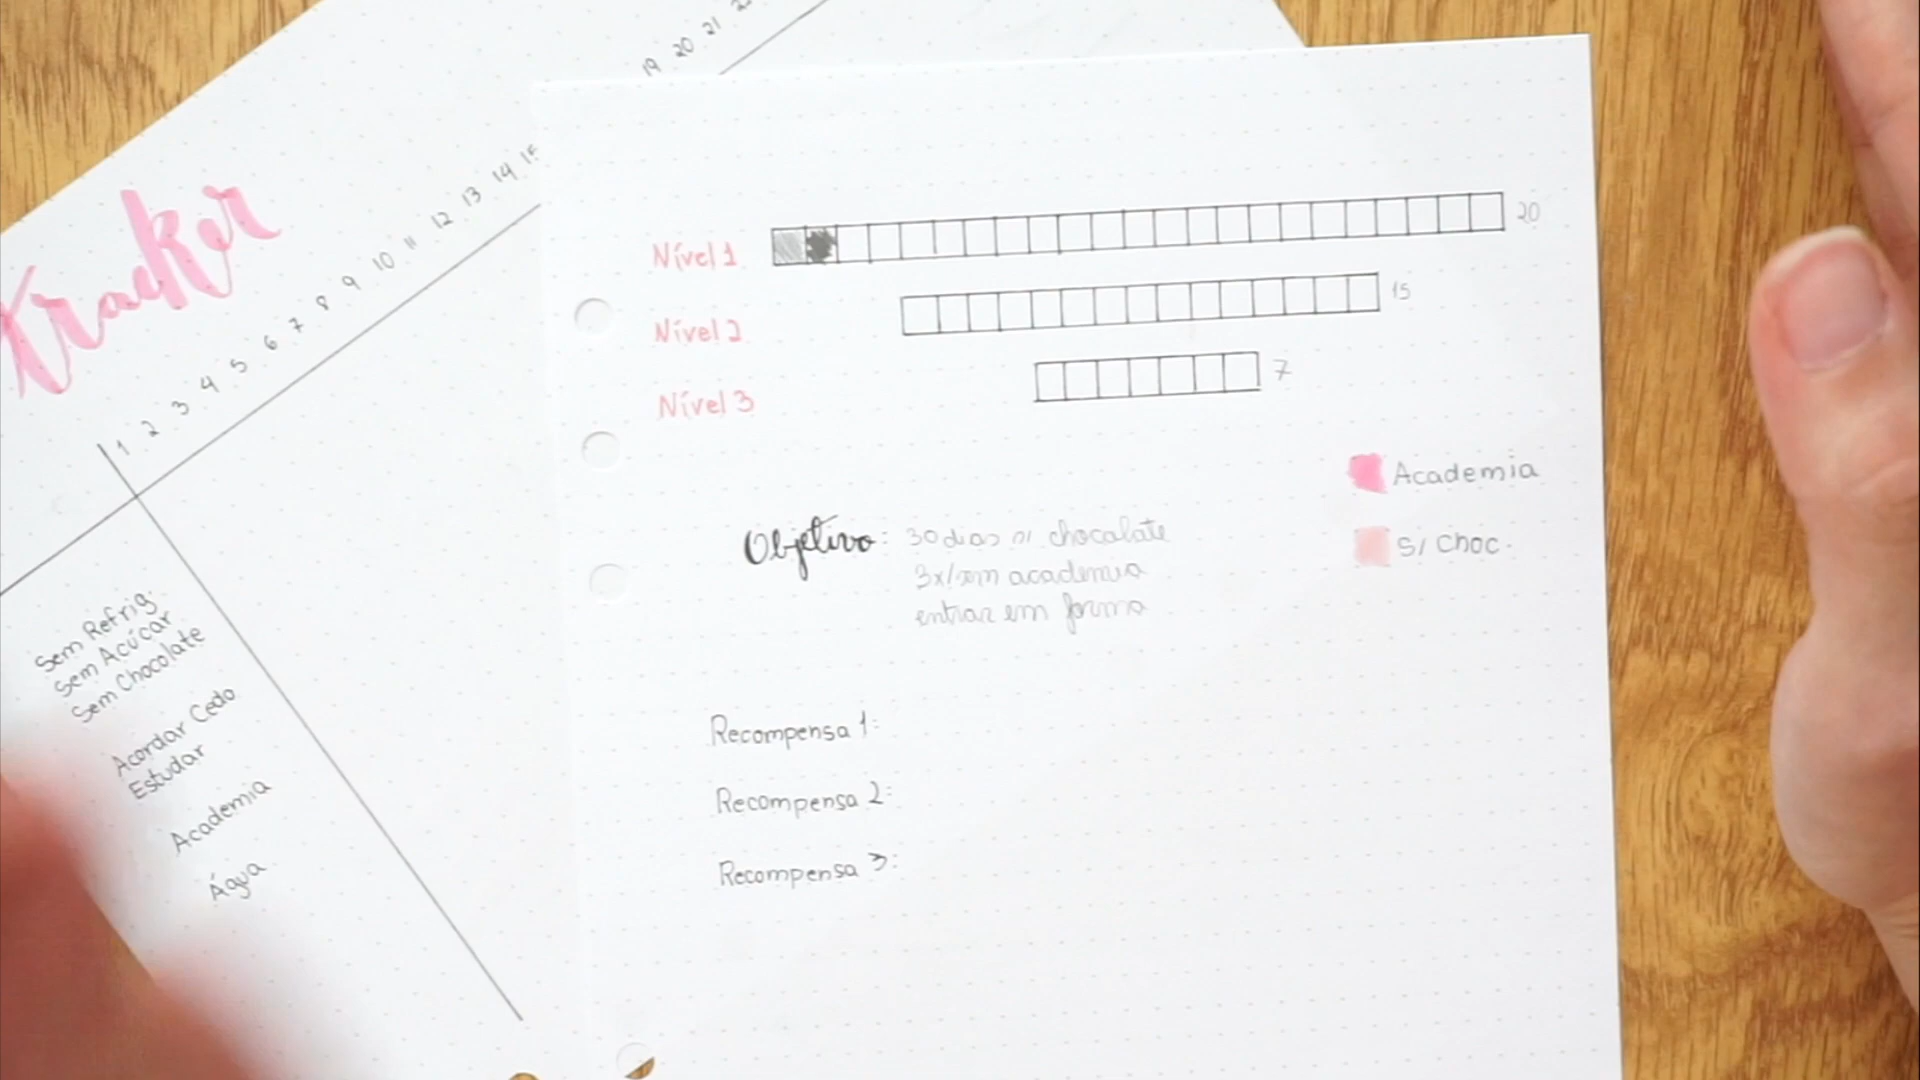 Tracker
1 2 3 4 5 6 7 8 9 10 11 12 13 14 15
19 20 21
Sem Refrig.
Sem Açúcar
Sem Chocolate
Acordar Cedo
Estudar
Academia
Água
Nível 1 20
Nível 2 15
Nível 3 7
Academia
S/ Choc.
Objetivo: 30 dias s/ chocolate
3x/sem academia
entrar em forma
Recompensa 1:
Recompensa 2:
Recompensa 3: